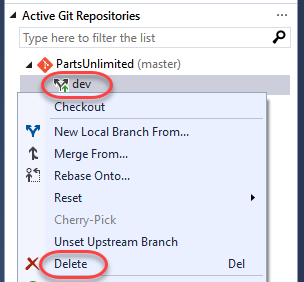 Active Git Repositories
Type here to filter the list
PartsUnlimited (master)
dev
Checkout
New Local Branch From...
Merge From...
Rebase Onto...
Reset
Cherry-Pick
Unset Upstream Branch
Delete Del